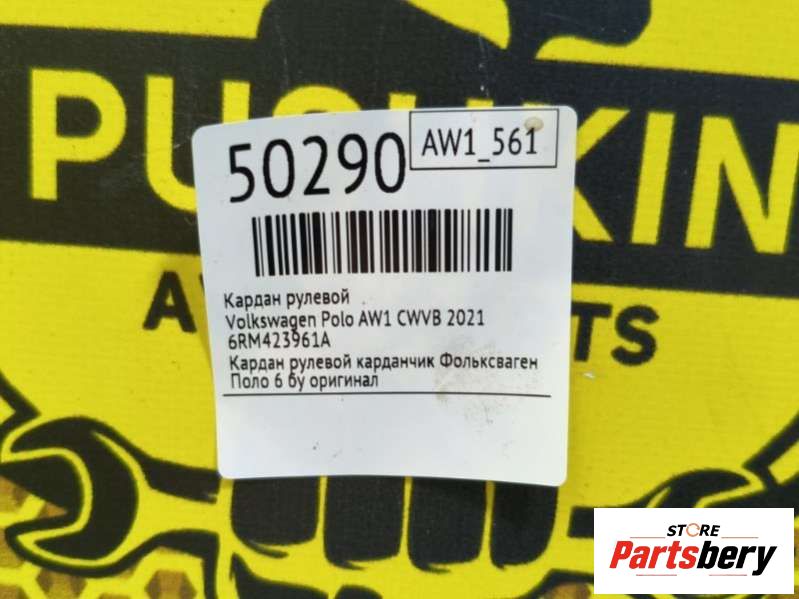 PUSHKIN
50290
AW1_561
Кардан рулевой
Volkswagen Polo AW1 CWVB 2021
6RM423961A
Кардан рулевой карданчик Фольксваген
Поло 6 бу оригинал
STORE
Partsbery